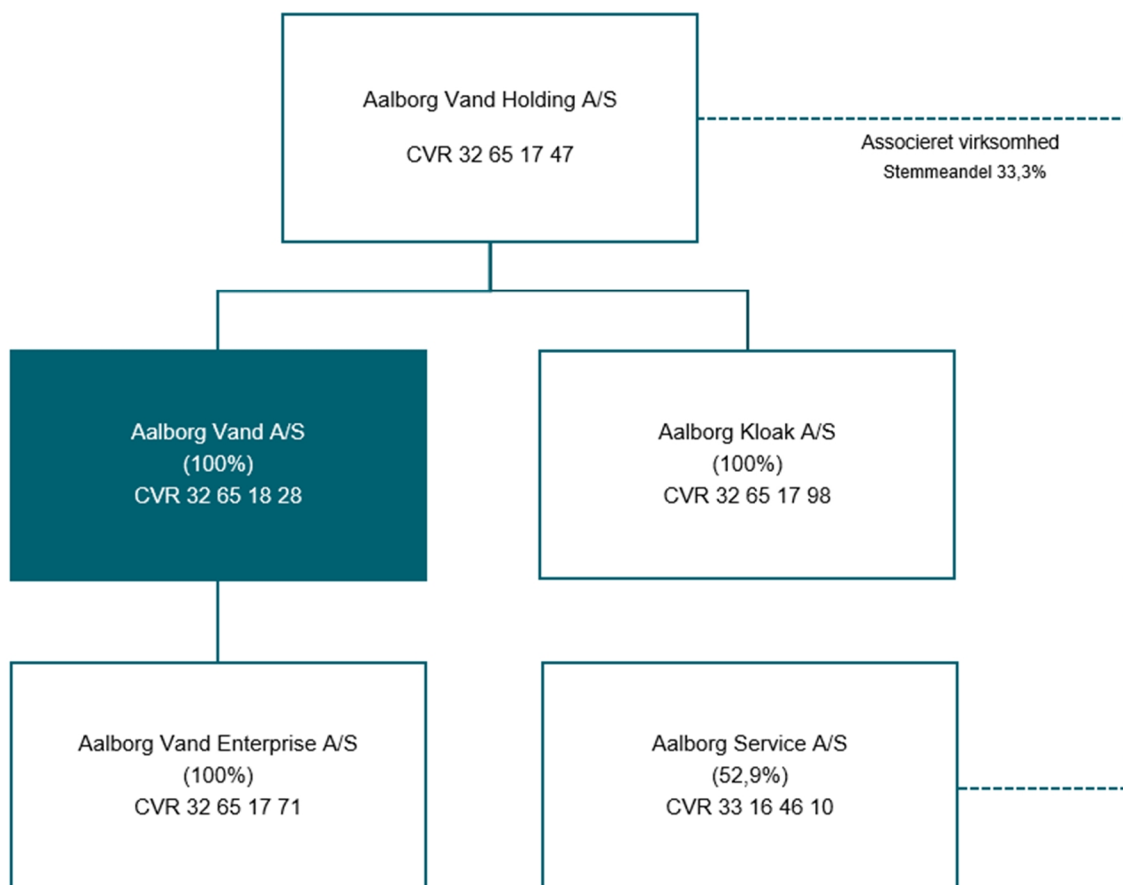 Aalborg Vand Holding A/S
CVR 32 65 17 47
Associeret virksomhed
Stemmeandel 33,3%
Aalborg Vand A/S
(100%)
CVR 32 65 18 28
Aalborg Kloak A/S
(100%)
CVR 32 65 17 98
Aalborg Vand Enterprise A/S
(100%)
CVR 32 65 17 71
Aalborg Service A/S
(52,9%)
CVR 33 16 46 10